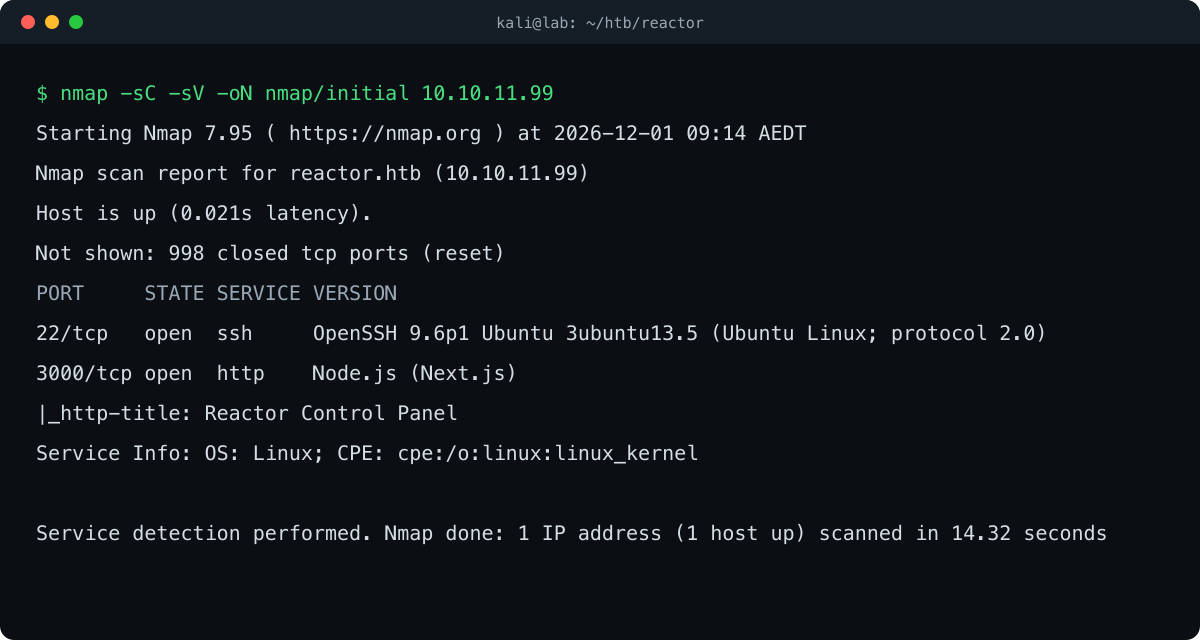 kali@lab: ~/htb/reactor
$ nmap -sC -sV -oN nmap/initial 10.10.11.99
Starting Nmap 7.95 ( https://nmap.org ) at 2026-12-01 09:14 AEDT
Nmap scan report for reactor.htb (10.10.11.99)
Host is up (0.021s latency).
Not shown: 998 closed tcp ports (reset)
PORT     STATE SERVICE VERSION
22/tcp   open  ssh     OpenSSH 9.6p1 Ubuntu 3ubuntu13.5 (Ubuntu Linux; protocol 2.0)
3000/tcp open  http    Node.js (Next.js)
|_http-title: Reactor Control Panel
Service Info: OS: Linux; CPE: cpe:/o:linux:linux_kernel
Service detection performed. Nmap done: 1 IP address (1 host up) scanned in 14.32 seconds